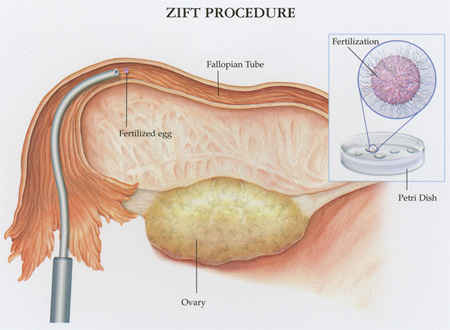 ZIFT PROCEDURE
Fertilization
Fallopian Tube
Fertilized egg
Petri Dish
Ovary